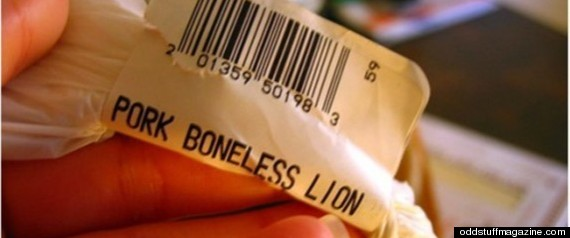 2 01359 50198 3
59
PORK BONELESS LION
oddstuffmagazine.com